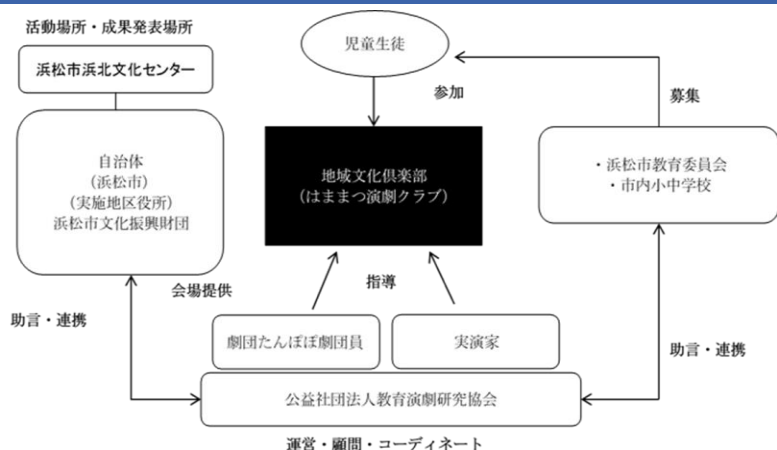 活動場所・成果発表場所
浜松市浜北文化センター
自治体
(浜松市)
(実施地区役所)
浜松市文化振興財団
児童生徒
参加
募集
地域文化倶楽部
(はままつ演劇クラブ)
・浜松市教育委員会
・市内小中学校
会場提供
指導
助言・連携
劇団たんぽぽ劇団員
実演家
助言・連携
公益社団法人教育演劇研究協会
運営・顧問・コーディネート